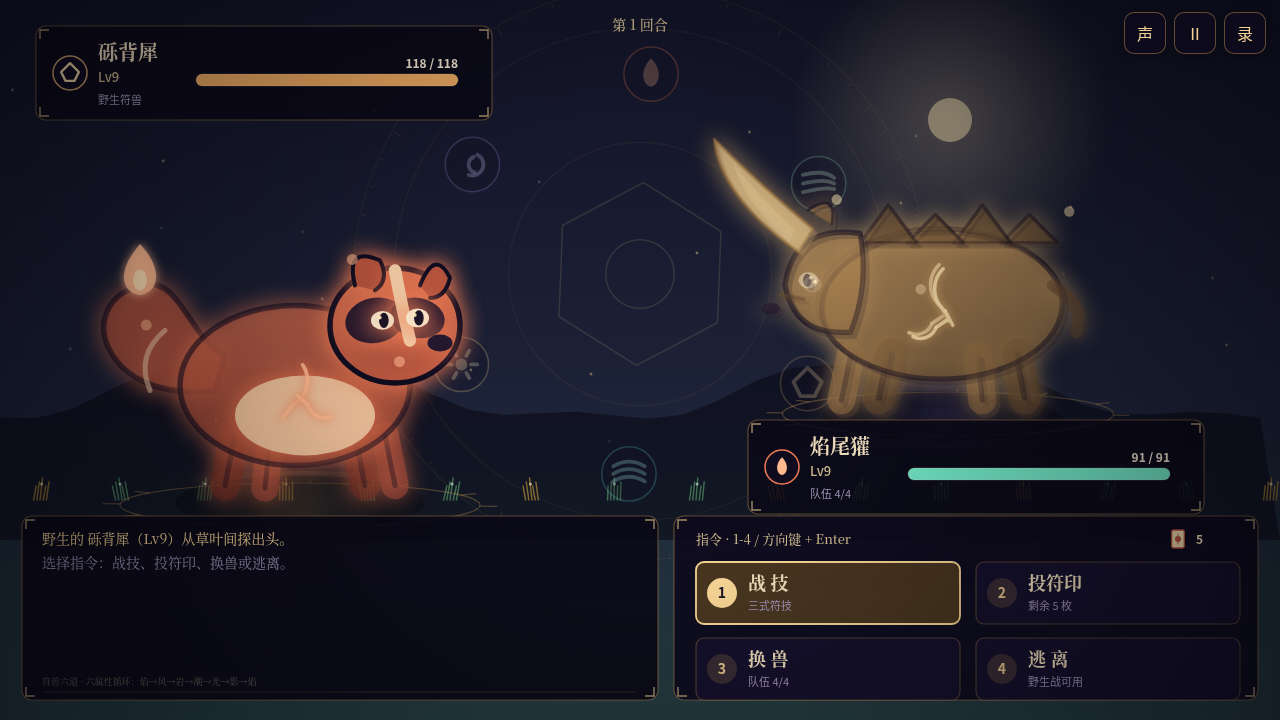 第 1 回合
声
II
录
砾背犀
Lv9
野生符兽
118 / 118
焰尾獾
Lv9
队伍 4/4
91 / 91
野生的 砾背犀（Lv9）从草叶间探出头。
选择指令：战技、投符印、换兽或逃离。
符兽六道 · 六属性循环：焰→风→岩→潮→光→影→焰
指令 · 1-4 / 方向键 + Enter
5
1
战 技
三式符技
2
投符印
剩余 5 枚
3
换 兽
队伍 4/4
4
逃 离
野生战可用